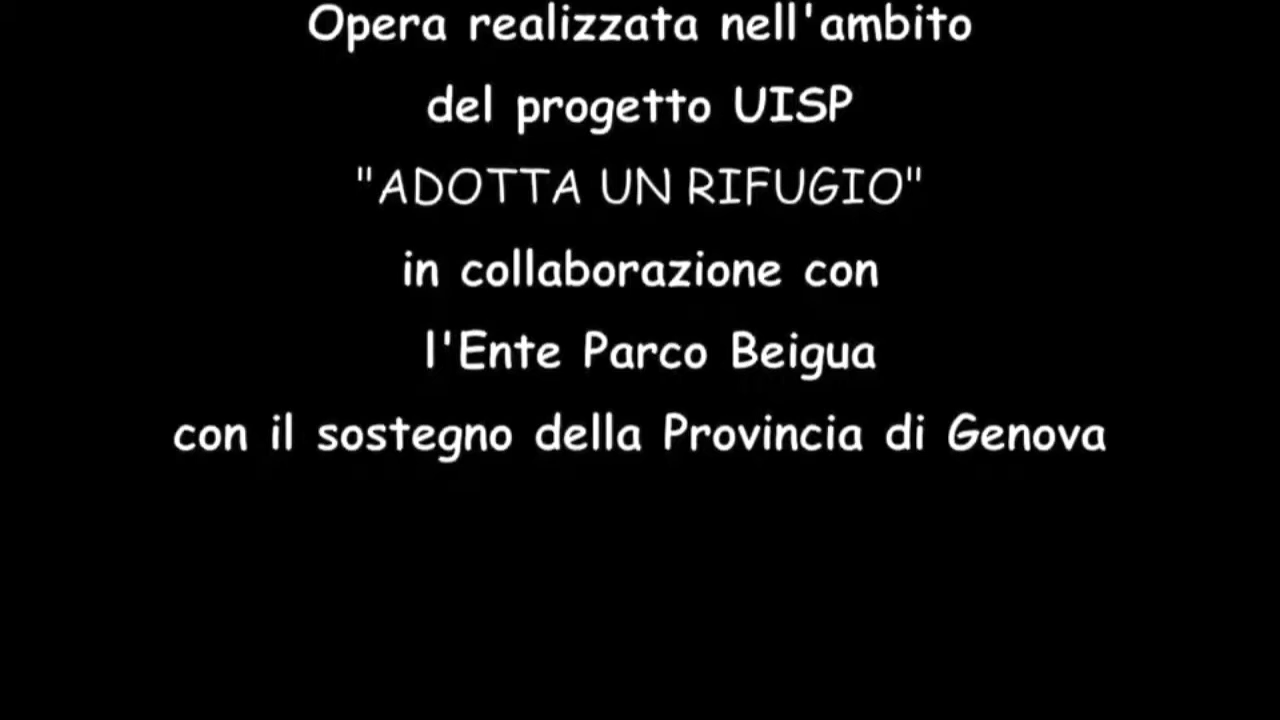 Opera realizzata nell'ambito
del progetto UISP
"ADOTTA UN RIFUGIO"
in collaborazione con
l'Ente Parco Beigua
con il sostegno della Provincia di Genova